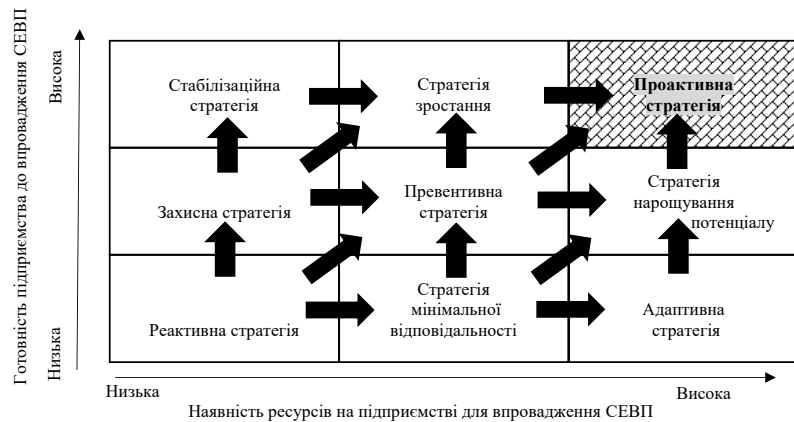 Готовність підприємства до впровадження СЕВП
Висока
Низька
Стабілізаційна
стратегія
Стратегія
зростання
Проактивна
стратегія
Захисна стратегія
Превентивна
стратегія
Стратегія
нарощування
потенціалу
Реактивна стратегія
Стратегія
мінімальної
відповідальності
Адаптивна
стратегія
Низька
Висока
Наявність ресурсів на підприємстві для впровадження СЕВП